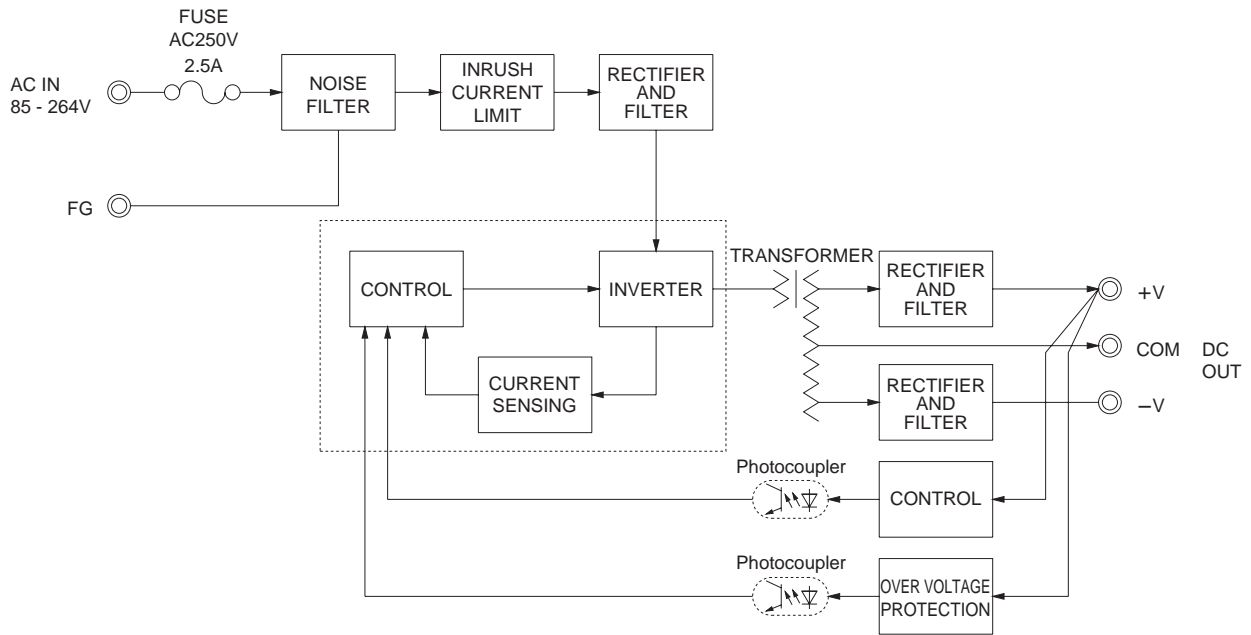 FUSE
AC250V
2.5A
AC IN
85 - 264V
NOISE
FILTER
INRUSH
CURRENT
LIMIT
RECTIFIER
AND
FILTER
FG
CONTROL
INVERTER
CURRENT
SENSING
TRANSFORMER
RECTIFIER
AND
FILTER
+V
COM
DC
OUT
RECTIFIER
AND
FILTER
−V
Photocoupler
CONTROL
Photocoupler
OVER VOLTAGE
PROTECTION